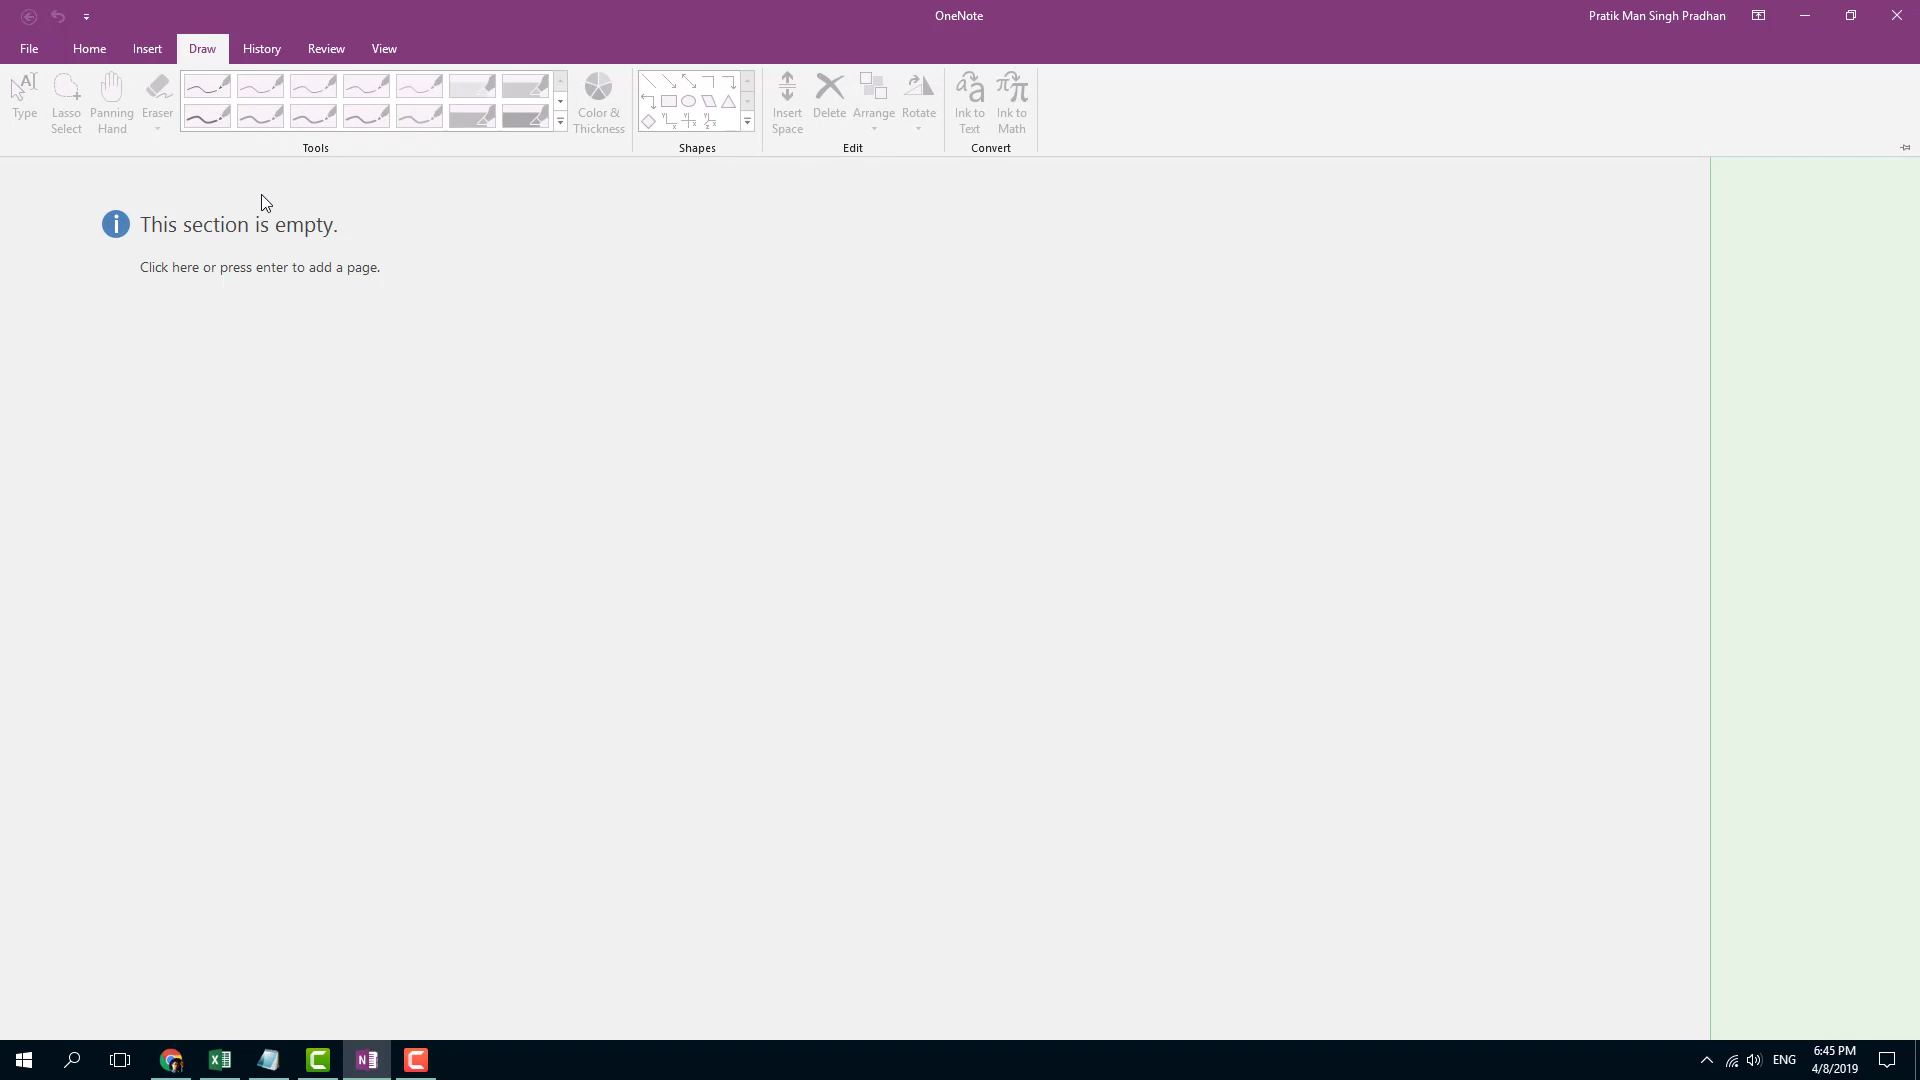 OneNote
Pratik Man Singh Pradhan
File Home Insert Draw History Review View
Type
Lasso Select
Panning Hand
Eraser
Color & Thickness
Insert Space
Delete
Arrange
Rotate
Ink to Text
Ink to Math
Tools
Shapes
Edit
Convert
This section is empty.
Click here or press enter to add a page.
ENG
6:45 PM
4/8/2019